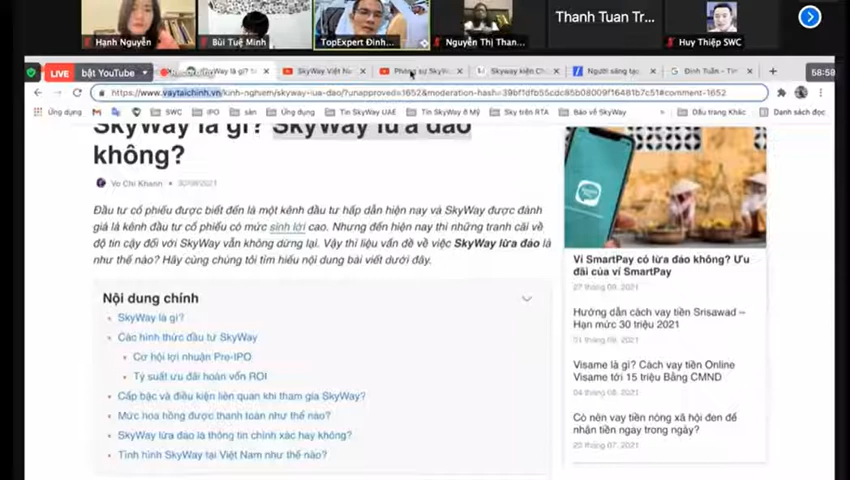 Hạnh Nguyễn
Bùi Tuệ Minh
TopExpert Đinh...
Nguyễn Thị Than...
Thanh Tuan Tr...
Huy Thiệp SWC
LIVE
bật YouTube
là gì? S
SkyWay Việt N
Phóng sự SkyW
Skyway kiện Ch
Người sáng tạo
Đinh Tuấn - Tin
58:59
https://www.vaytaichinh.vn/kinh-nghiem/skyway-lua-dao/?unapproved=1652&moderation-hash=39bf1dfb55cdc85b08009f16481b7c51#comment-1652
Ứng dụng
SWC
IPO
sàn
Ứng dụng
Tin SkyWay UAE
Tin SkyWay ở Mỹ
Sky trên RTA
Báo về SkyWay
Dấu trang Khác
SkyWay là gì? SkyWay lừa đảo
không?
Vo Chi Khanh • 30/09/2021
Đầu tư cổ phiếu được biết đến là một kênh đầu tư hấp dẫn hiện nay và SkyWay được đánh
giá là kênh đầu tư cổ phiếu có mức sinh lời cao. Nhưng đến hiện nay thì những tranh cãi về
độ tin cậy đối với SkyWay vẫn không dừng lại. Vậy thì liệu vấn đề về việc SkyWay lừa đảo là
như thế nào? Hãy cùng chúng tôi tìm hiểu nội dung bài viết dưới đây.
Nội dung chính
SkyWay là gì?
Các hình thức đầu tư SkyWay
Cơ hội lợi nhuận Pre-IPO
Tỷ suất ưu đãi hoàn vốn ROI
Cấp bậc và điều kiện liên quan khi tham gia SkyWay?
Mức hoa hồng được thanh toán như thế nào?
SkyWay lừa đảo là thông tin chính xác hay không?
Tình hình SkyWay tại Việt Nam như thế nào?
Ví SmartPay có lừa đảo không? Ưu
đãi của ví SmartPay
27 tháng 09, 2021
Hướng dẫn cách vay tiền Srisawad –
Hạn mức 30 triệu 2021
01 tháng 09, 2021
Visame là gì? Cách vay tiền Online
Visame tới 15 triệu Bằng CMND
04 tháng 08, 2021
Có nên vay tiền nóng xã hội đen để
nhận tiền ngay trong ngày?
20 tháng 07, 2021